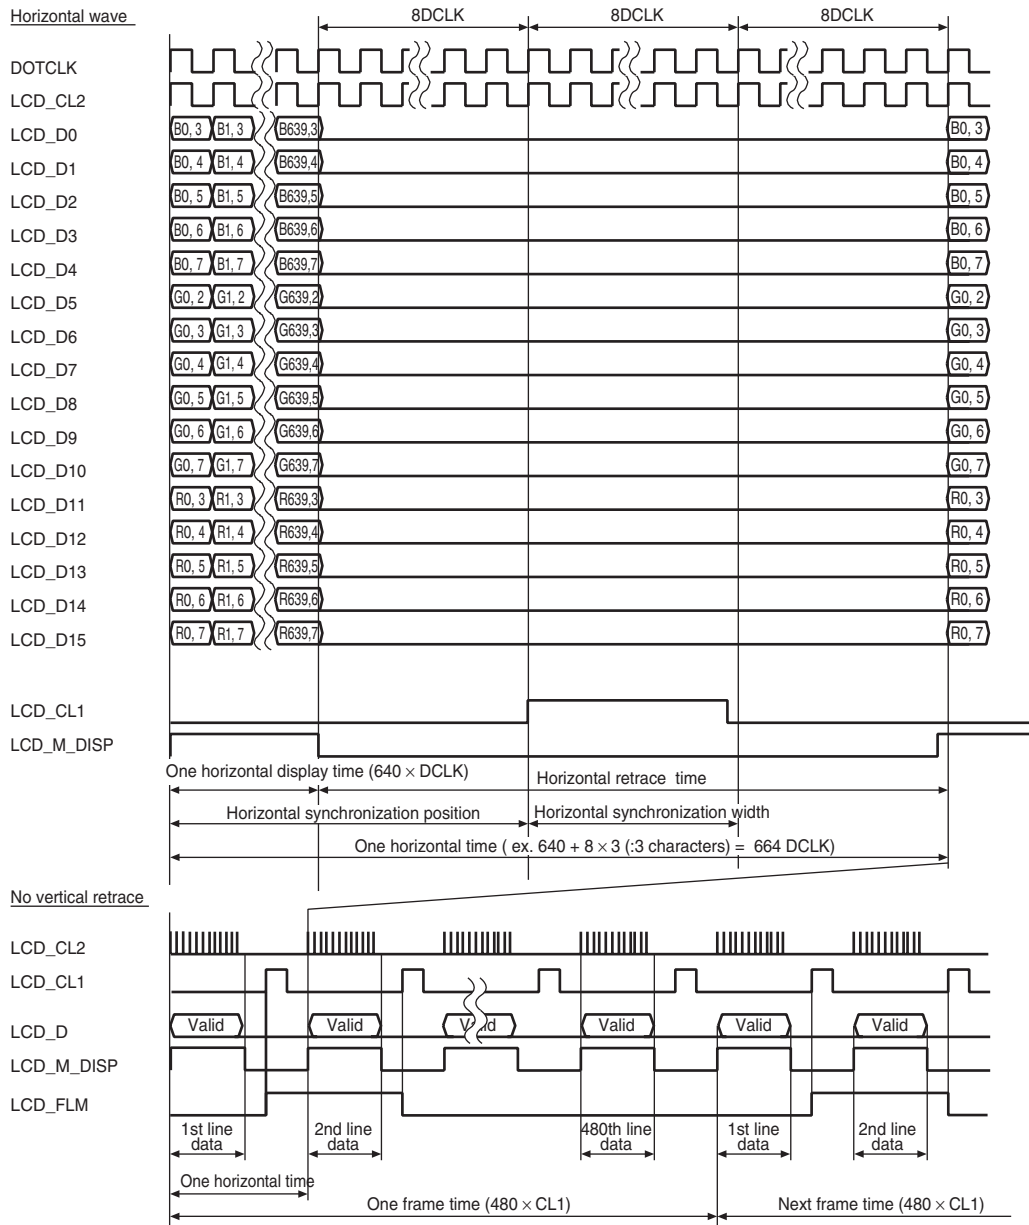 Horizontal wave
8DCLK 8DCLK 8DCLK
DOTCLK
LCD_CL2
LCD_D0 B0, 3 B1, 3 B639,3 B0, 3
LCD_D1 B0, 4 B1, 4 B639,4 B0, 4
LCD_D2 B0, 5 B1, 5 B639,5 B0, 5
LCD_D3 B0, 6 B1, 6 B639,6 B0, 6
LCD_D4 B0, 7 B1, 7 B639,7 B0, 7
LCD_D5 G0, 2 G1, 2 G639,2 G0, 2
LCD_D6 G0, 3 G1, 3 G639,3 G0, 3
LCD_D7 G0, 4 G1, 4 G639,4 G0, 4
LCD_D8 G0, 5 G1, 5 G639,5 G0, 5
LCD_D9 G0, 6 G1, 6 G639,6 G0, 6
LCD_D10 G0, 7 G1, 7 G639,7 G0, 7
LCD_D11 R0, 3 R1, 3 R639,3 R0, 3
LCD_D12 R0, 4 R1, 4 R639,4 R0, 4
LCD_D13 R0, 5 R1, 5 R639,5 R0, 5
LCD_D14 R0, 6 R1, 6 R639,6 R0, 6
LCD_D15 R0, 7 R1, 7 R639,7 R0, 7
LCD_CL1
LCD_M_DISP
One horizontal display time (640 × DCLK)
Horizontal retrace time
Horizontal synchronization position Horizontal synchronization width
One horizontal time ( ex. 640 + 8 × 3 (:3 characters) = 664 DCLK)
No vertical retrace
LCD_CL2
LCD_CL1
LCD_D Valid Valid Valid Valid Valid Valid
LCD_M_DISP
LCD_FLM
1st line data 2nd line data 480th line data 1st line data 2nd line data
One horizontal time
One frame time (480 × CL1) Next frame time (480 × CL1)